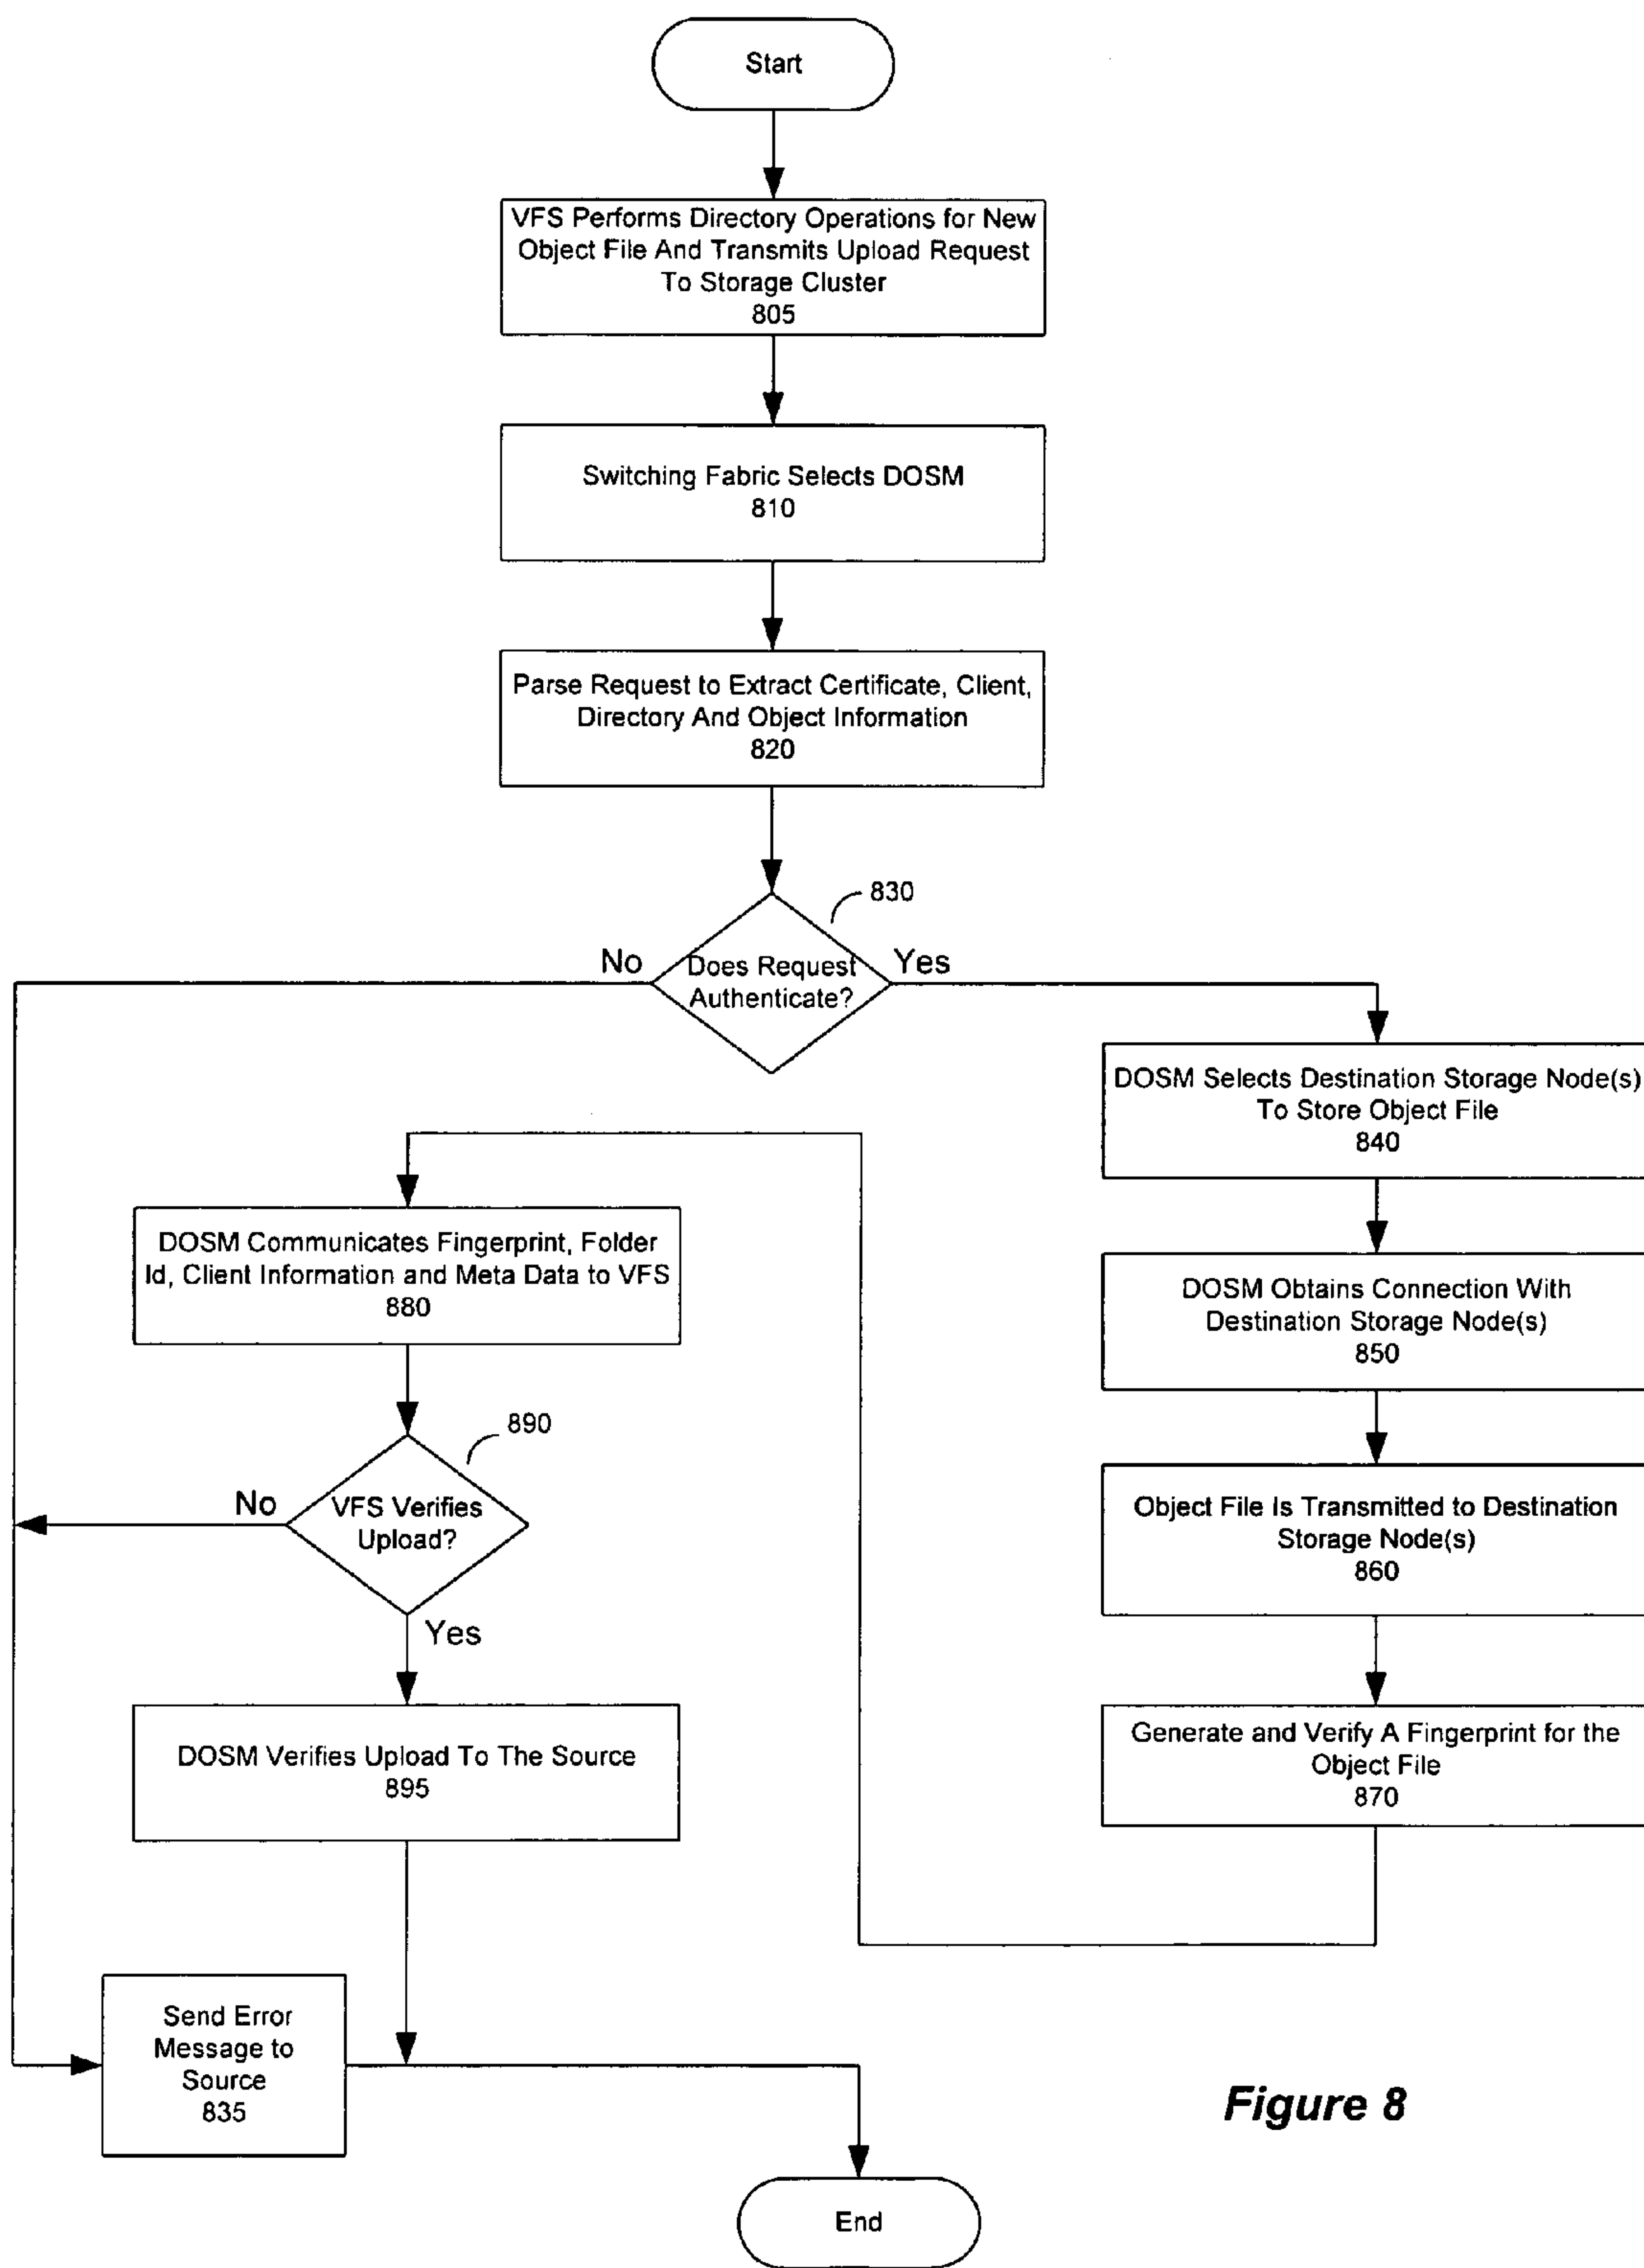 Start
VFS Performs Directory Operations for New
Object File And Transmits Upload Request
To Storage Cluster
805
Switching Fabric Selects DOSM
810
Parse Request to Extract Certificate, Client,
Directory And Object Information
820
830
No
Yes
Does Request
Authenticate?
DOSM Selects Destination Storage Node(s)
To Store Object File
840
DOSM Obtains Connection With
Destination Storage Node(s)
850
Object File Is Transmitted to Destination
Storage Node(s)
860
Generate and Verify A Fingerprint for the
Object File
870
DOSM Communicates Fingerprint, Folder
Id, Client Information and Meta Data to VFS
880
890
No
VFS Verifies
Upload?
Yes
DOSM Verifies Upload To The Source
895
Send Error
Message to
Source
835
End
Figure 8